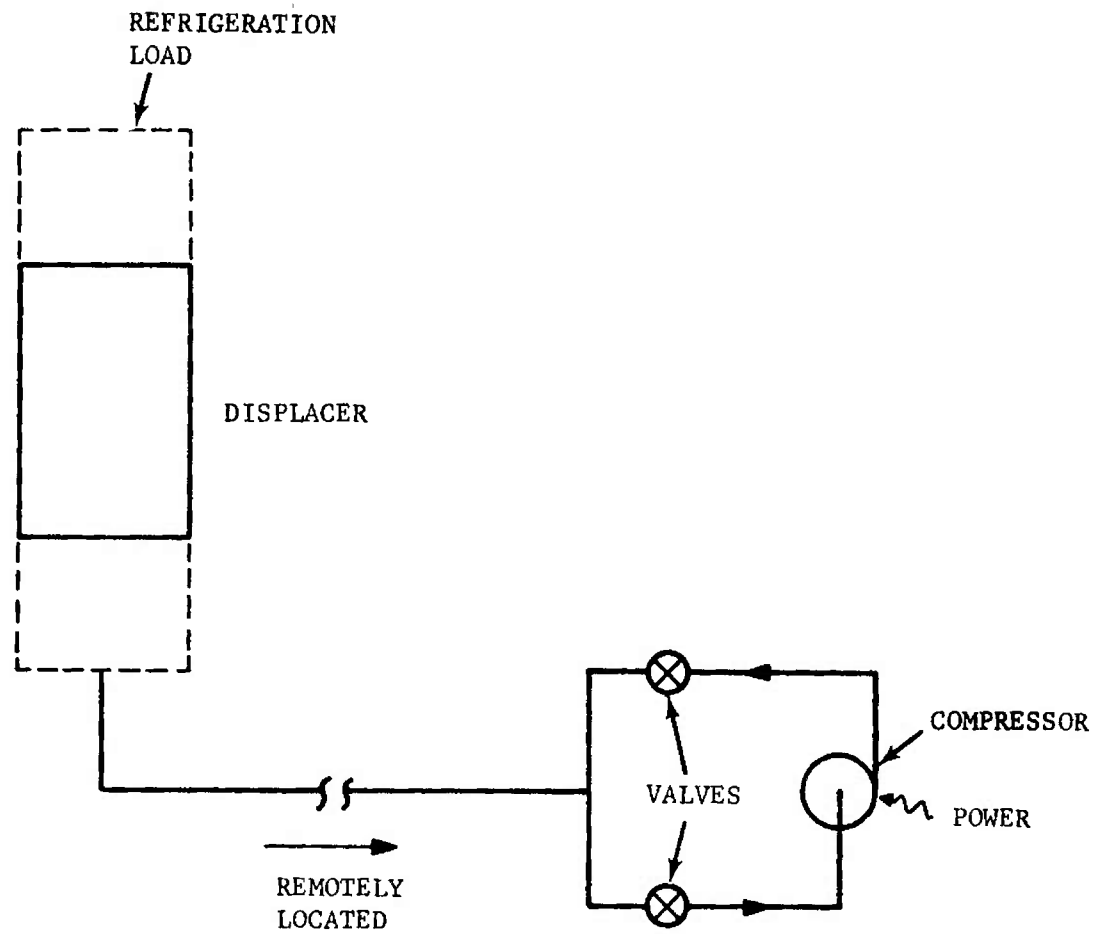 REFRIGERATION
LOAD
DISPLACER
COMPRESSOR
VALVES
POWER
REMOTELY
LOCATED